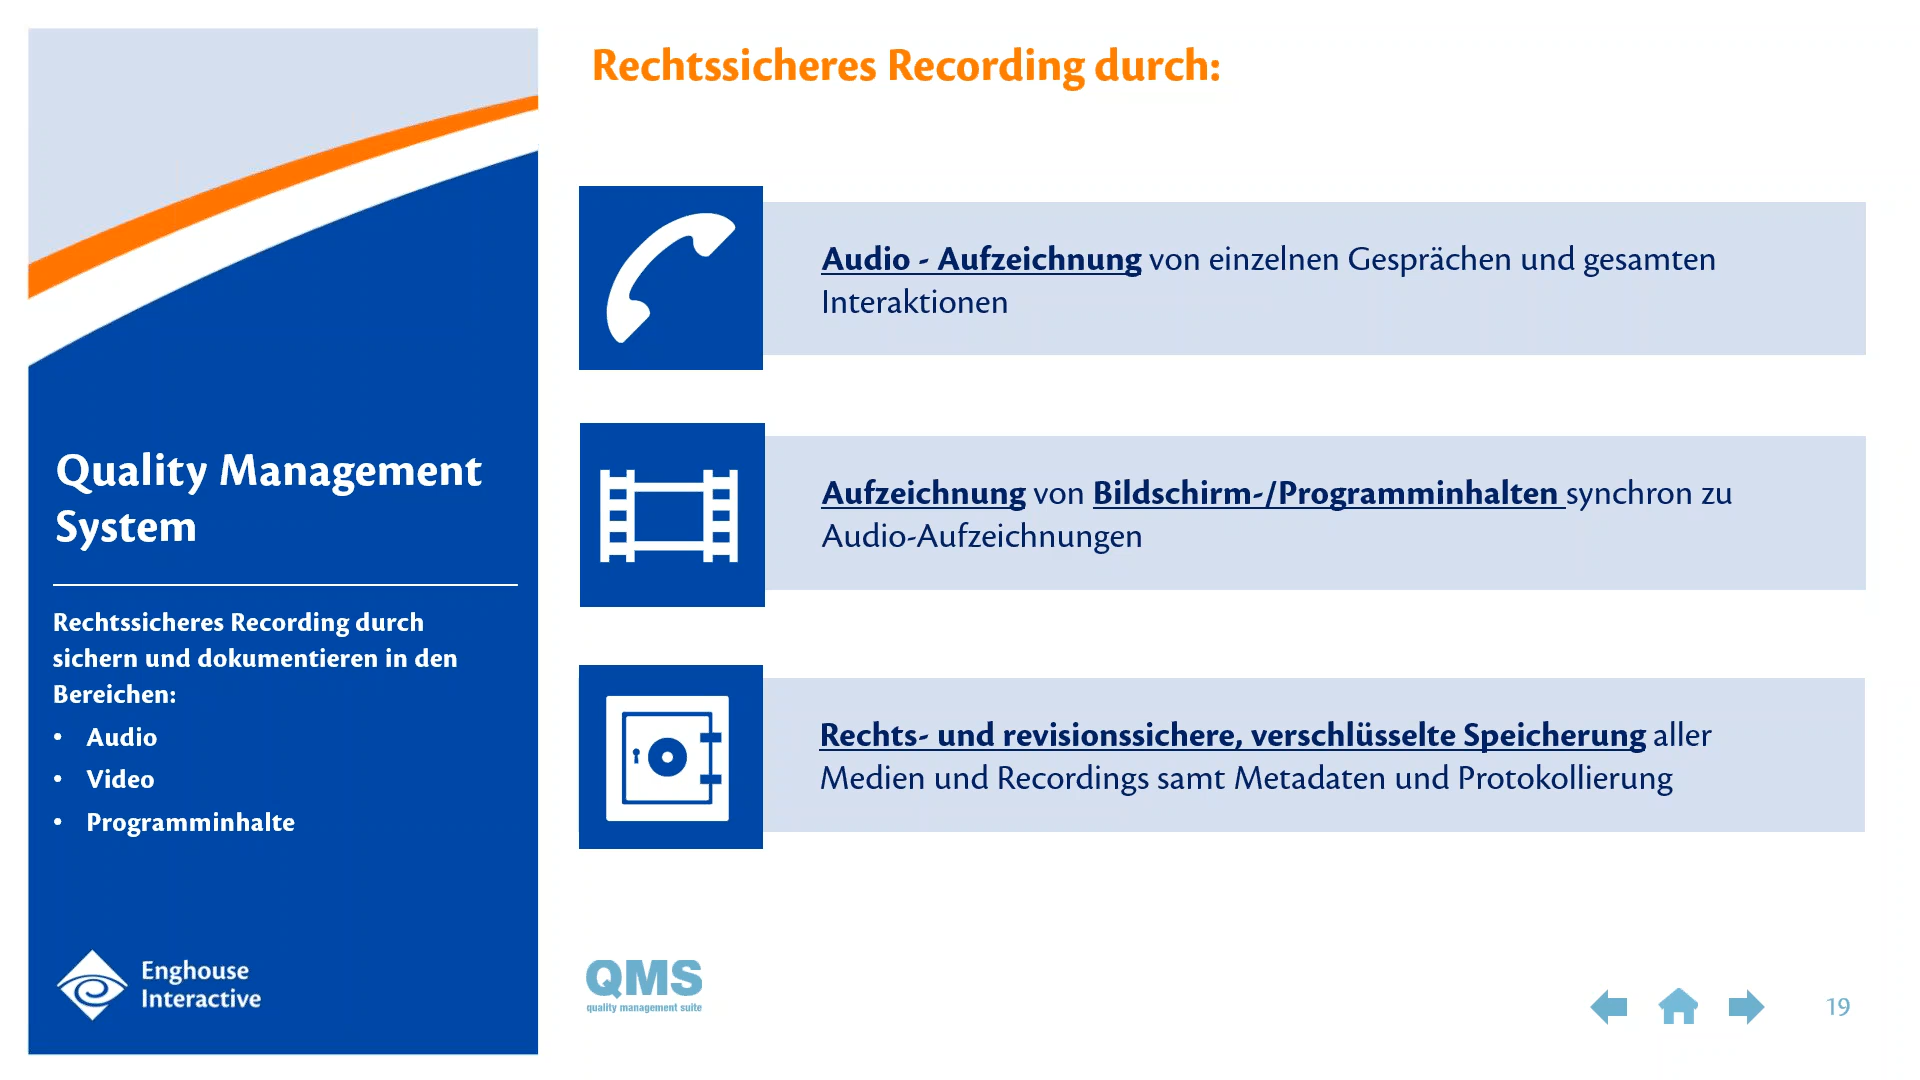 Rechtssicheres Recording durch:
Audio - Aufzeichnung von einzelnen Gesprächen und gesamten
Interaktionen
Aufzeichnung von Bildschirm-/Programminhalten synchron zu
Audio-Aufzeichnungen
Rechts- und revisionssichere, verschlüsselte Speicherung aller
Medien und Recordings samt Metadaten und Protokollierung
Quality Management
System
Rechtssicheres Recording durch
sichern und dokumentieren in den
Bereichen:
• Audio
• Video
• Programminhalte
Enghouse
Interactive
QMS
quality management suite
19